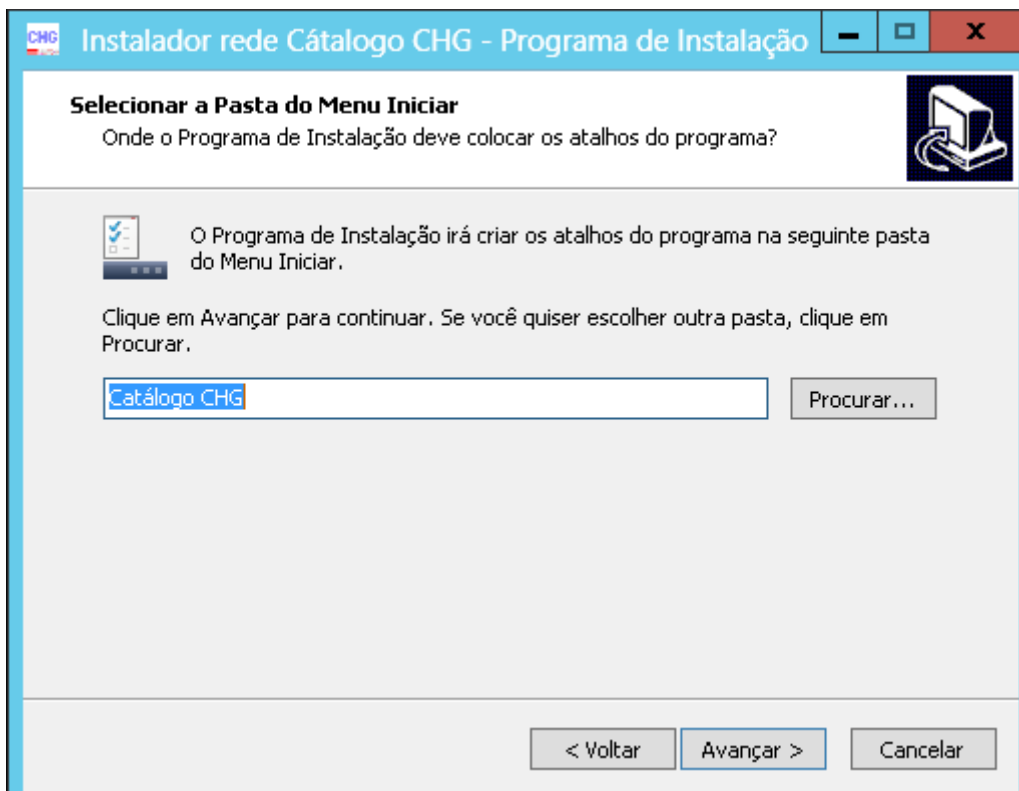 CHG
Instalador rede Cátalogo CHG - Programa de Instalação
Selecionar a Pasta do Menu Iniciar
Onde o Programa de Instalação deve colocar os atalhos do programa?
O Programa de Instalação irá criar os atalhos do programa na seguinte pasta
do Menu Iniciar.
Clique em Avançar para continuar. Se você quiser escolher outra pasta, clique em
Procurar.
Catálogo CHG
Procurar...
< Voltar
Avançar >
Cancelar